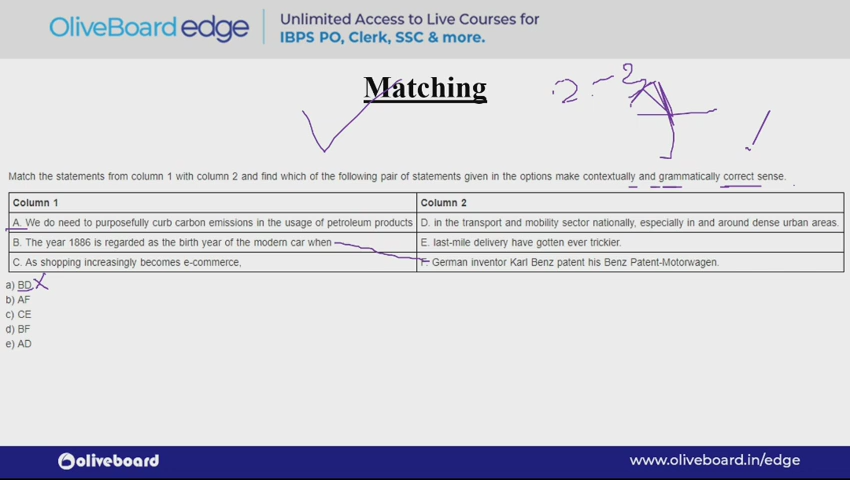 OliveBoard edge
Unlimited Access to Live Courses for
IBPS PO, Clerk, SSC & more.
Matching
Match the statements from column 1 with column 2 and find which of the following pair of statements given in the options make contextually and grammatically correct sense.
Column 1 Column 2
A. We do need to purposefully curb carbon emissions in the usage of petroleum products D. in the transport and mobility sector nationally, especially in and around dense urban areas.
B. The year 1886 is regarded as the birth year of the modern car when E. last-mile delivery have gotten ever trickier.
C. As shopping increasingly becomes e-commerce, F. German inventor Karl Benz patent his Benz Patent-Motorwagen.
a) BD
b) AF
c) CE
d) BF
e) AD
oliveboard www.oliveboard.in/edge